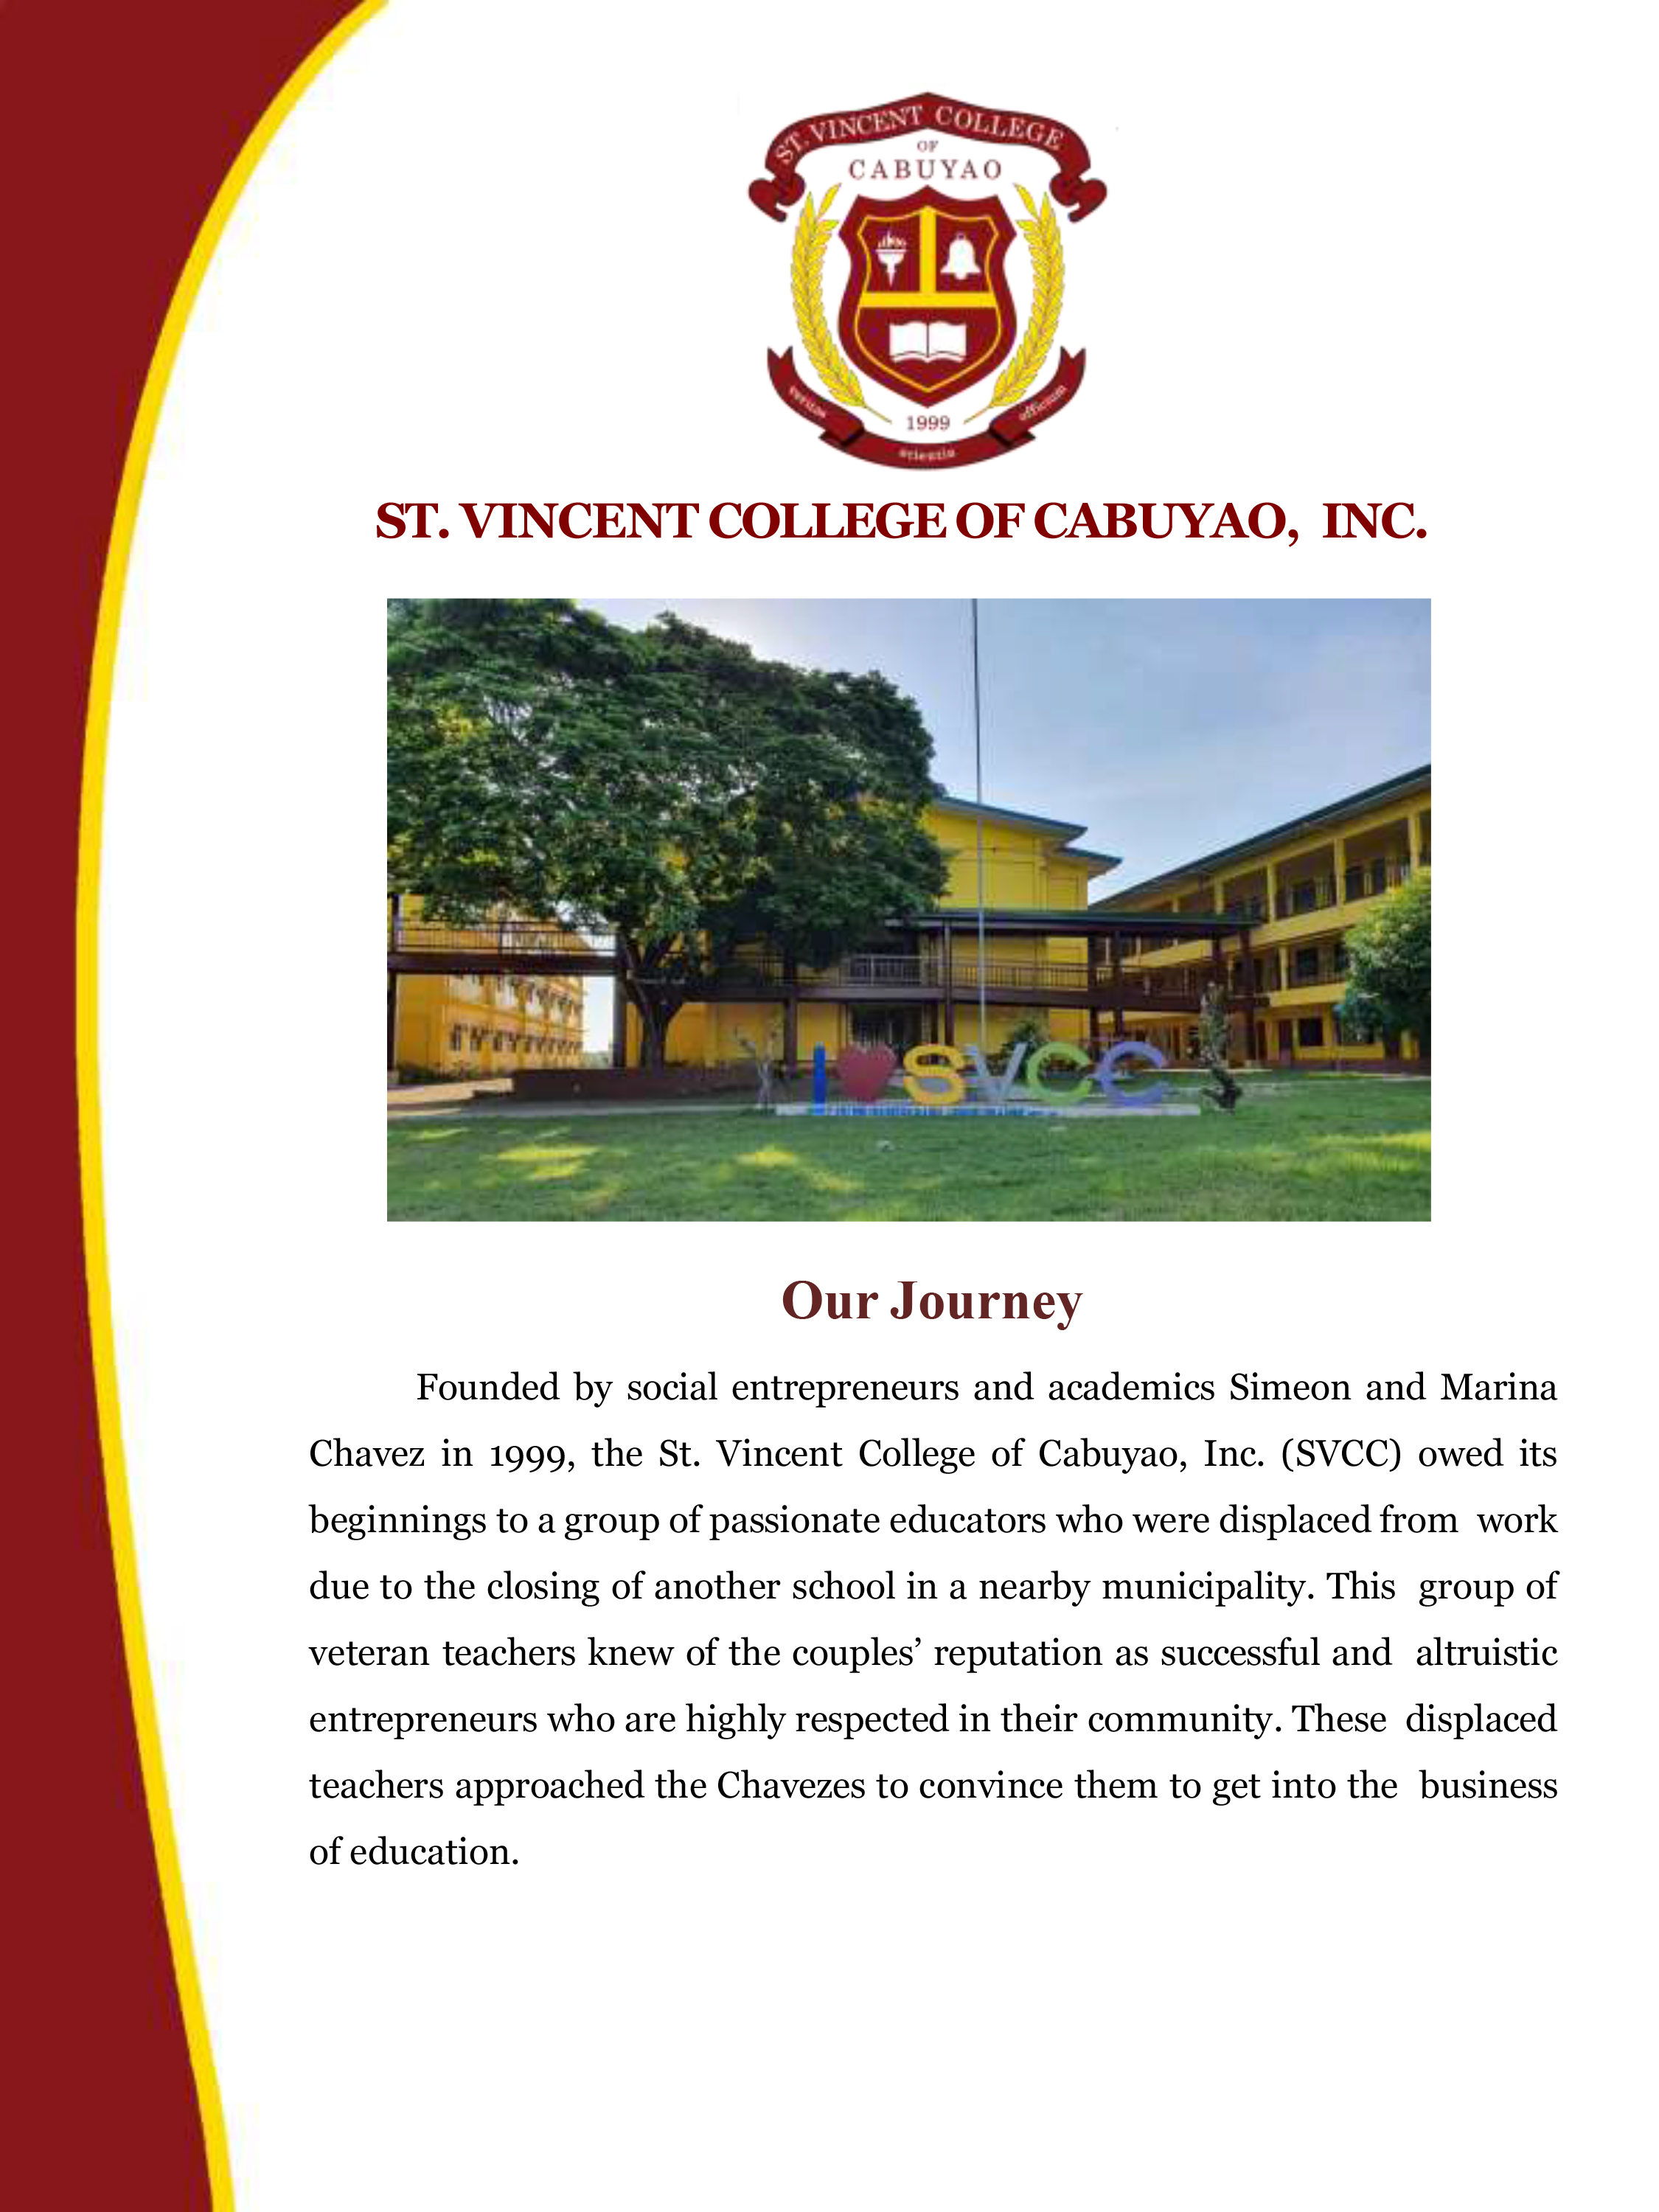 ST. VINCENT COLLEGE
OF
CABUYAO
1999
veritas
scientia
officium
ST. VINCENT COLLEGE OF CABUYAO, INC.
I SVCC
Our Journey
Founded by social entrepreneurs and academics Simeon and Marina
Chavez in 1999, the St. Vincent College of Cabuyao, Inc. (SVCC) owed its
beginnings to a group of passionate educators who were displaced from work
due to the closing of another school in a nearby municipality. This group of
veteran teachers knew of the couples’ reputation as successful and altruistic
entrepreneurs who are highly respected in their community. These displaced
teachers approached the Chavezes to convince them to get into the business
of education.